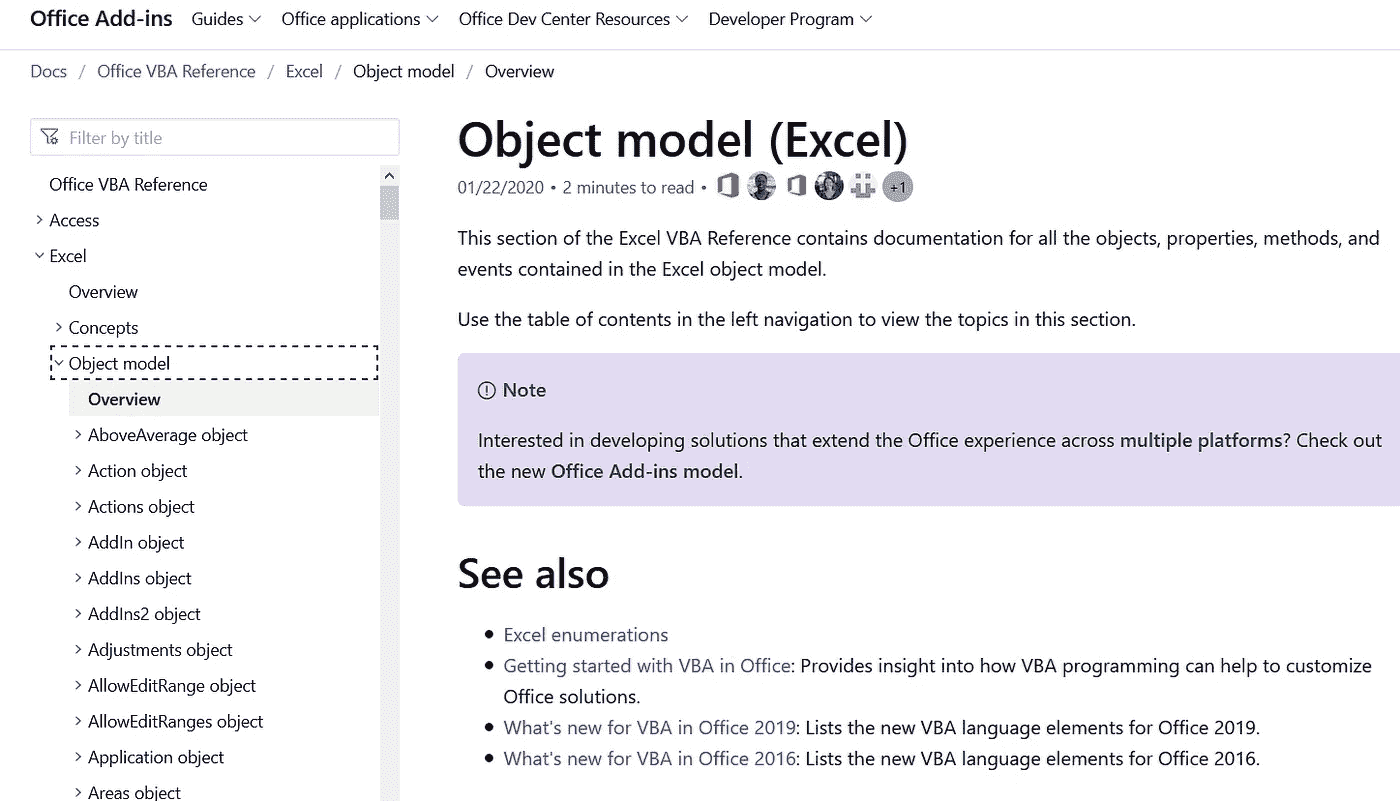 Office Add-ins Guides Office applications Office Dev Center Resources Developer Program
Docs / Office VBA Reference / Excel / Object model / Overview
Filter by title
Office VBA Reference
Access
Excel
Overview
Concepts
Object model
Overview
AboveAverage object
Action object
Actions object
AddIn object
AddIns object
AddIns2 object
Adjustments object
AllowEditRange object
AllowEditRanges object
Application object
Areas object
Object model (Excel)
01/22/2020 • 2 minutes to read • +1
This section of the Excel VBA Reference contains documentation for all the objects, properties, methods, and
events contained in the Excel object model.
Use the table of contents in the left navigation to view the topics in this section.
Note
Interested in developing solutions that extend the Office experience across multiple platforms? Check out
the new Office Add-ins model.
See also
• Excel enumerations
• Getting started with VBA in Office: Provides insight into how VBA programming can help to customize
Office solutions.
• What's new for VBA in Office 2019: Lists the new VBA language elements for Office 2019.
• What's new for VBA in Office 2016: Lists the new VBA language elements for Office 2016.